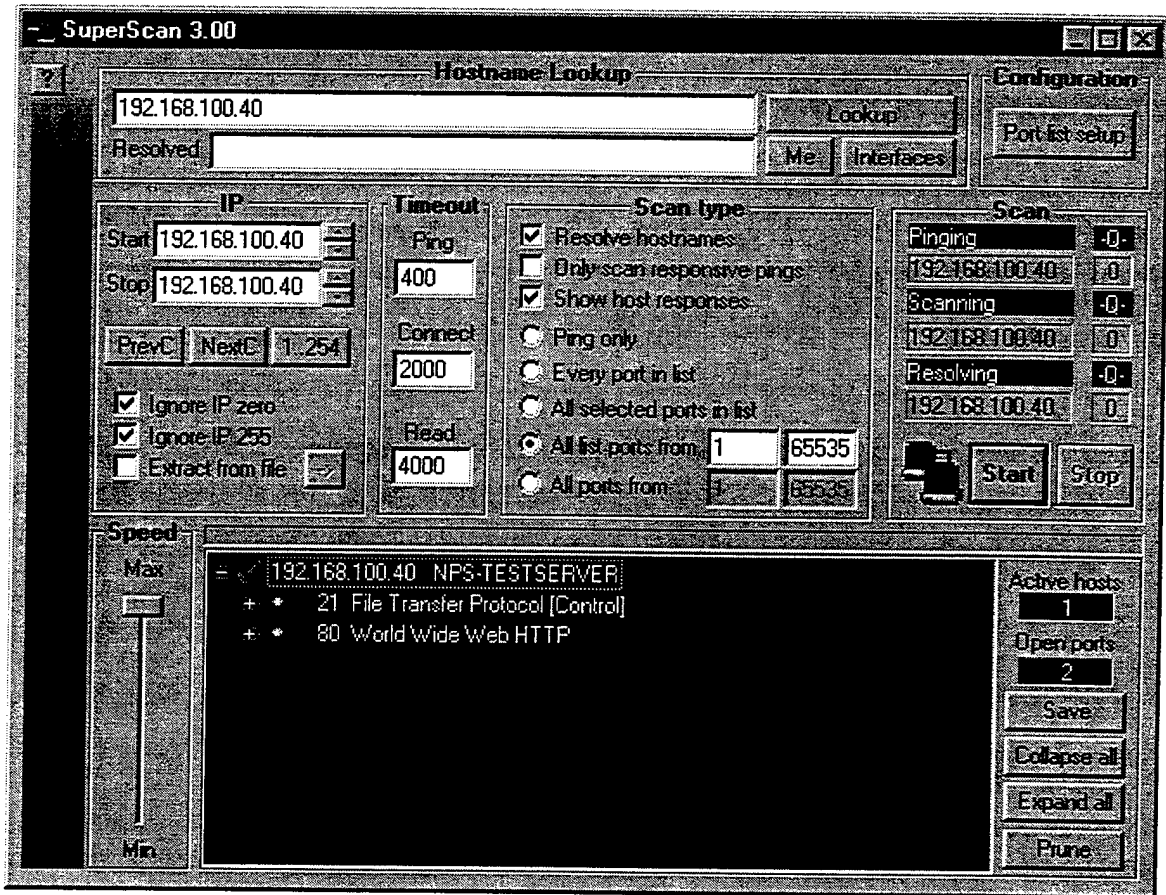 SuperScan 3.00
?
Hostname Lookup
192.168.100.40
Lookup
Resolved
Me
Interfaces
Configuration
Port list setup
IP
Start 192.168.100.40
Stop 192.168.100.40
PrevC NextC 1..254
Ignore IP zero
Ignore IP 255
Extract from file ->
Timeout
Ping
400
Connect
2000
Read
4000
Scan type
Resolve hostnames
Only scan responsive pings
Show host responses
Ping only
Every port in list
All selected ports in list
All list ports from 1 65535
All ports from 1 65535
Scan
Pinging -0-
192.168.100.40 0
Scanning -0-
192.168.100.40 0
Resolving -0-
192.168.100.40 0
Start Stop
Speed
Max
Min
192.168.100.40 NPS-TESTSERVER
21 File Transfer Protocol [Control]
80 World Wide Web HTTP
Active hosts
1
Open ports
2
Save
Collapse all
Expand all
Prune